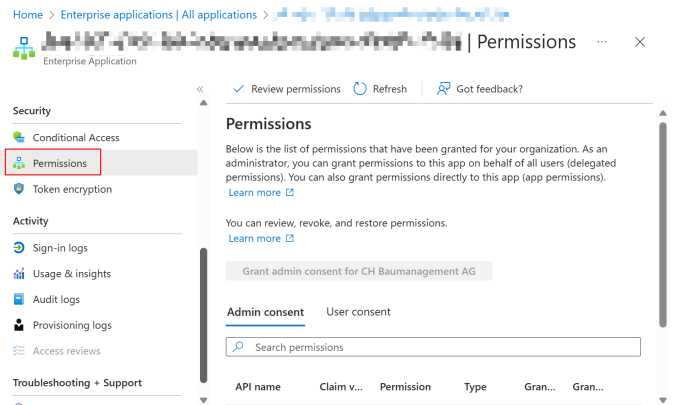 Home > Enterprise applications | All applications >
| Permissions ...
Enterprise Application
Review permissions Refresh Got feedback?
Security
Conditional Access
Permissions
Token encryption
Activity
Sign-in logs
Usage & insights
Audit logs
Provisioning logs
Access reviews
Troubleshooting + Support
Permissions
Below is the list of permissions that have been granted for your organization. As an
administrator, you can grant permissions to this app on behalf of all users (delegated
permissions). You can also grant permissions directly to this app (app permissions).
Learn more
You can review, revoke, and restore permissions.
Learn more
Grant admin consent for CH Baumanagement AG
Admin consent User consent
Search permissions
API name Claim v... Permission Type Gran... Gran...